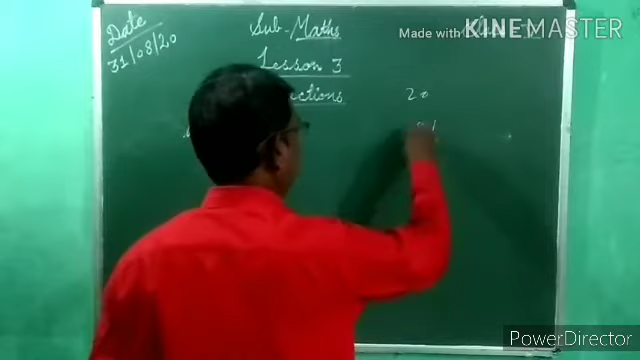 Date
31/08/20
Sub-Maths
Lesson 3
ctions
20
Made with KINEMASTER
PowerDirector